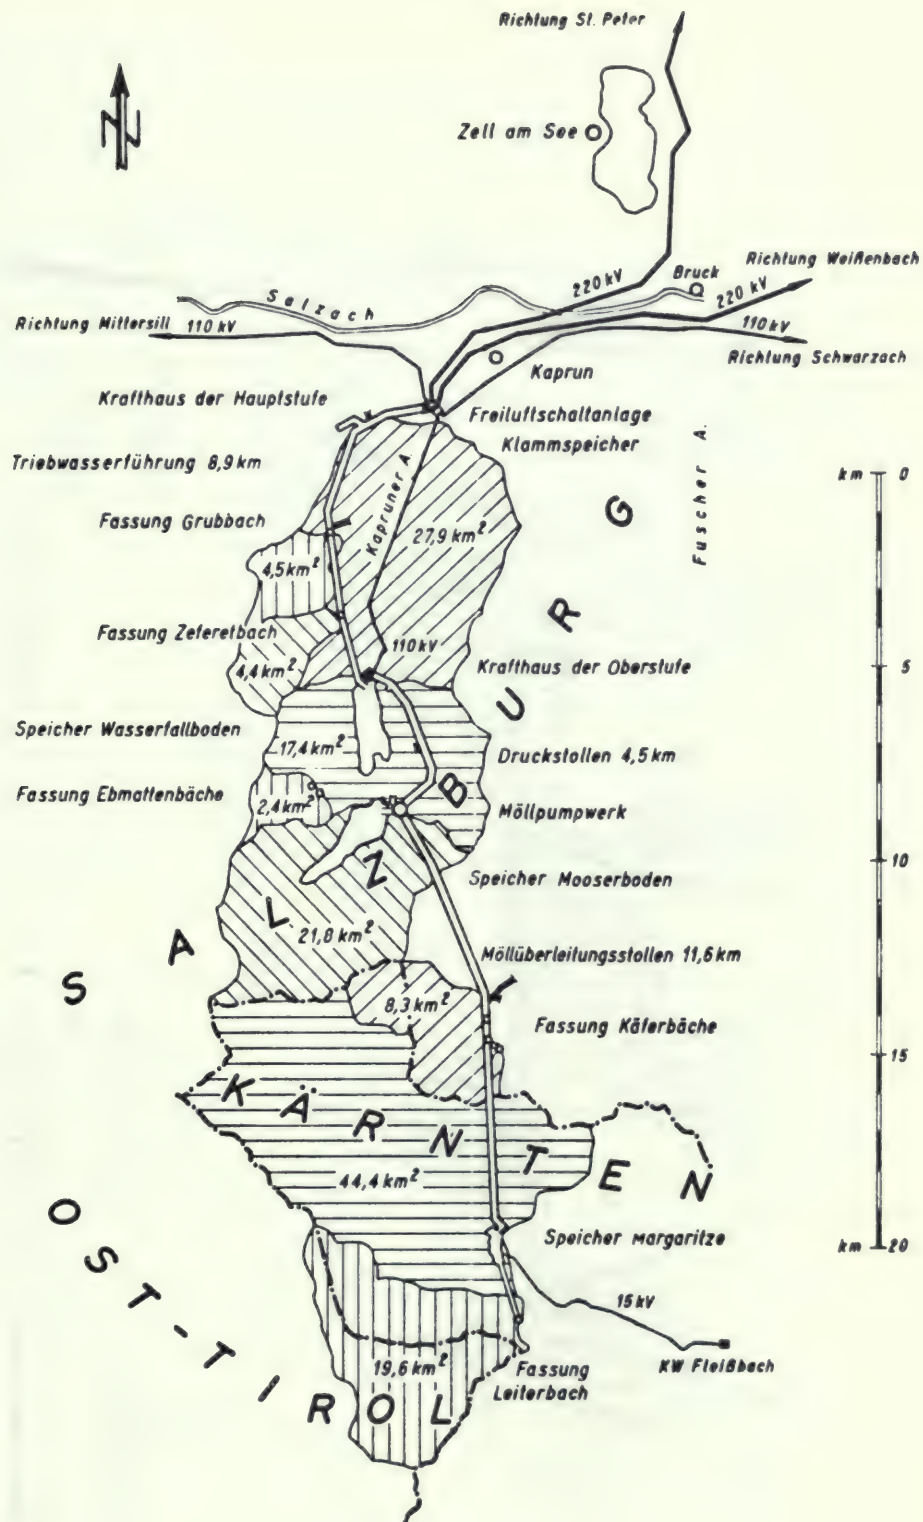 Richtung St. Peter
N
Zell am See
Richtung Weißenbach
Bruck
220 kV
220 kV
Salzach
Richtung Mittersill
110 kV
110 kV
Richtung Schwarzach
Kaprun
Krafthaus der Hauptstufe
Freiluftschaltanlage
Klammspeicher
Triebwasserführung 8,9 km
Kapruner A.
Fuscher A.
km 0
Fassung Grubbach
27,9 km²
4,5 km²
Fassung Zeferetbach
110 kV
4,4 km²
Krafthaus der Oberstufe
5
Speicher Wasserfallboden
17,4 km²
Druckstollen 4,5 km
Fassung Ebmattenbäche
2,4 km²
Möllpumpwerk
10
Speicher Mooserboden
21,8 km²
Möllüberleitungsstollen 11,6 km
8,3 km²
Fassung Käferbäche
15
SALZBURG
KÄRNTEN
44,4 km²
Speicher Margaritze
km 20
15 kV
OST-TIROL
19,6 km²
Fassung
Leiterbach
KW Fleißbach